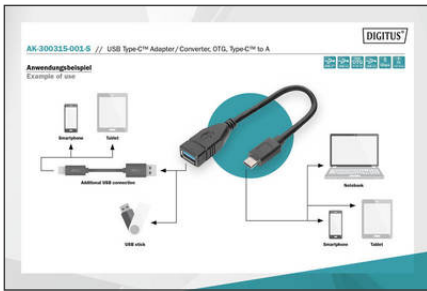 DIGITUS®
AK-300315-001-S // USB Type-C™ Adapter/Converter, OTG, Type-C™ to A
Anwendungsbeispiel
Example of use
Smartphone
Tablet
Additional USB connection
USB stick
Notebook
Smartphone
Tablet